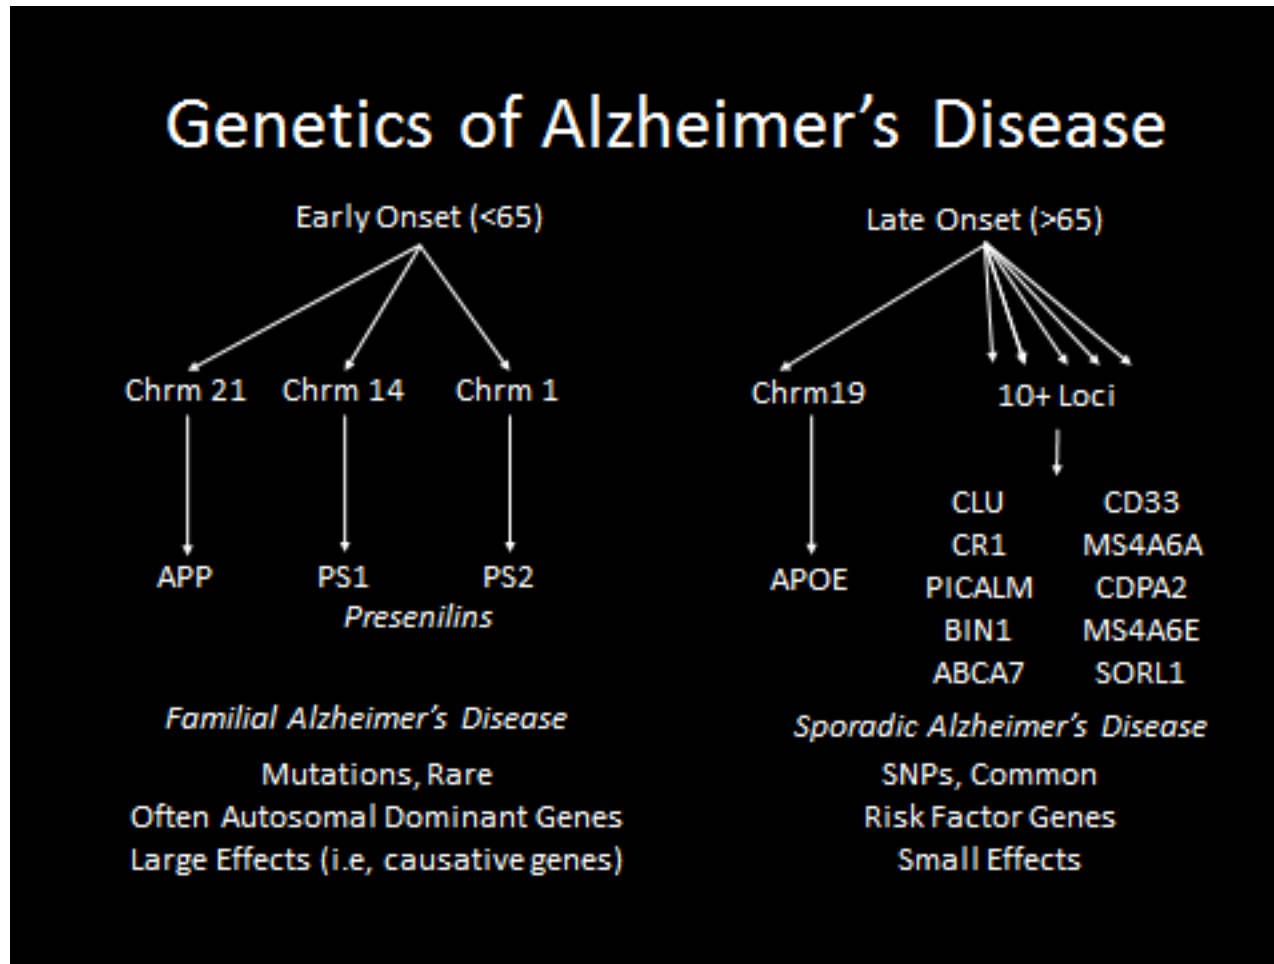 Genetics of Alzheimer's Disease
Early Onset (<65)
Late Onset (>65)
Chrm 21
Chrm 14
Chrm 1
Chrm19
10+ Loci
APP
PS1
PS2
Presenilins
APOE
CLU
CR1
PICALM
BIN1
ABCA7
CD33
MS4A6A
CDPA2
MS4A6E
SORL1
Familial Alzheimer's Disease
Mutations, Rare
Often Autosomal Dominant Genes
Large Effects (i.e, causative genes)
Sporadic Alzheimer's Disease
SNPs, Common
Risk Factor Genes
Small Effects